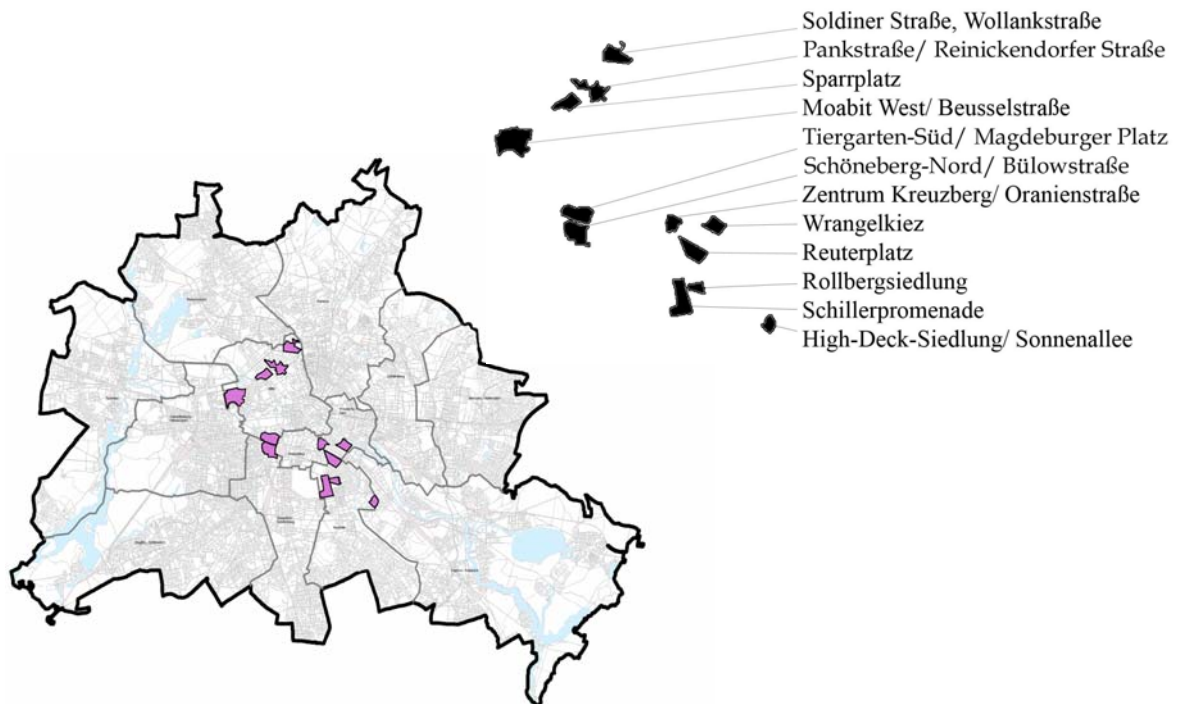 Soldiner Straße, Wollankstraße
Pankstraße/ Reinickendorfer Straße
Sparrplatz
Moabit West/ Beusselstraße
Tiergarten-Süd/ Magdeburger Platz
Schöneberg-Nord/ Bülowstraße
Zentrum Kreuzberg/ Oranienstraße
Wrangelkiez
Reuterplatz
Rollbergsiedlung
Schillerpromenade
High-Deck-Siedlung/ Sonnenallee